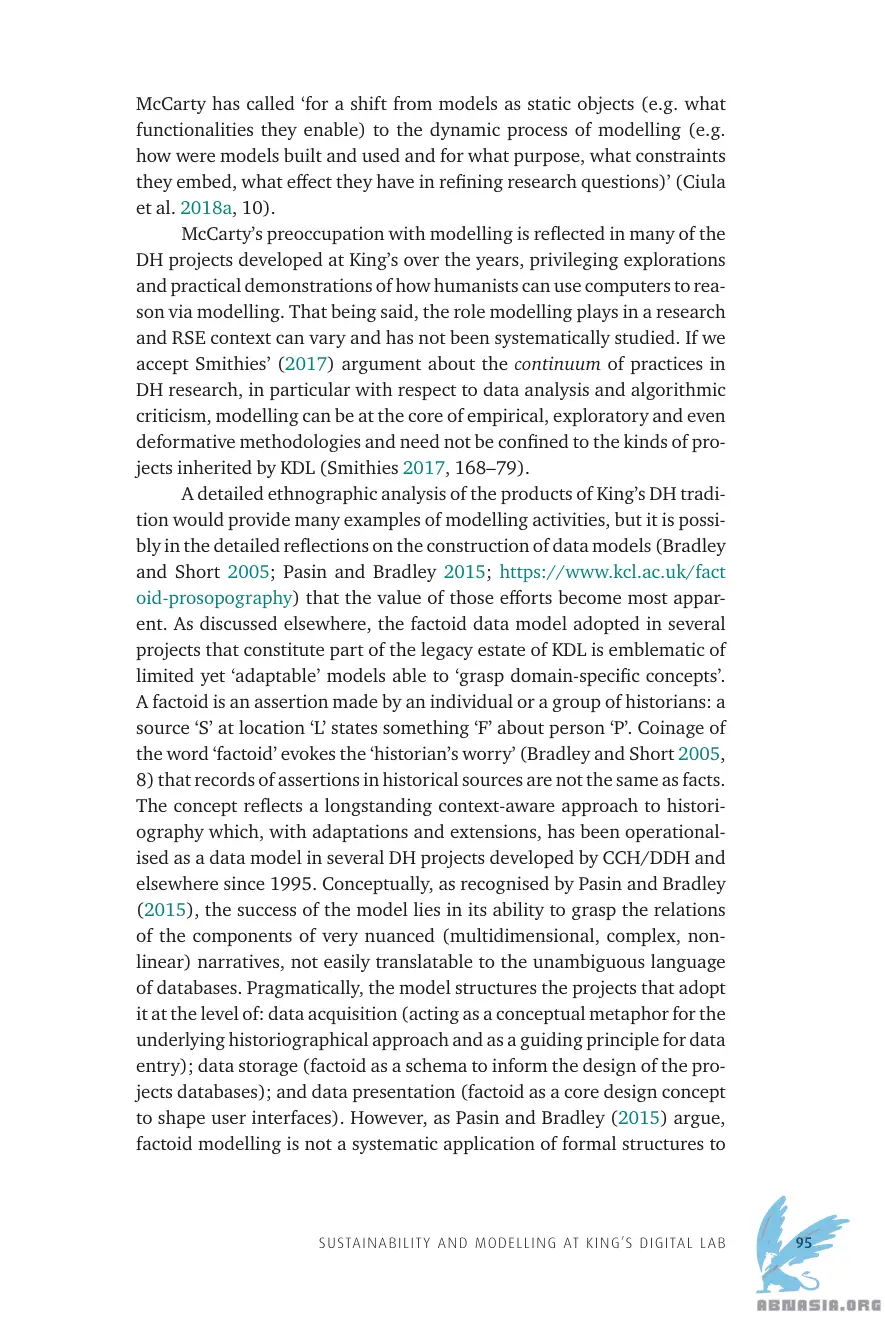 McCarty has called ‘for a shift from models as static objects (e.g. what
functionalities they enable) to the dynamic process of modelling (e.g.
how were models built and used and for what purpose, what constraints
they embed, what effect they have in refining research questions)’ (Ciula
et al. 2018a, 10).
McCarty’s preoccupation with modelling is reflected in many of the
DH projects developed at King’s over the years, privileging explorations
and practical demonstrations of how humanists can use computers to rea-
son via modelling. That being said, the role modelling plays in a research
and RSE context can vary and has not been systematically studied. If we
accept Smithies’ (2017) argument about the continuum of practices in
DH research, in particular with respect to data analysis and algorithmic
criticism, modelling can be at the core of empirical, exploratory and even
deformative methodologies and need not be confined to the kinds of pro-
jects inherited by KDL (Smithies 2017, 168–79).
A detailed ethnographic analysis of the products of King’s DH tradi-
tion would provide many examples of modelling activities, but it is possi-
bly in the detailed reflections on the construction of data models (Bradley
and Short 2005; Pasin and Bradley 2015; https://www.kcl.ac.uk/fact
oid-prosopography) that the value of those efforts become most appar-
ent. As discussed elsewhere, the factoid data model adopted in several
projects that constitute part of the legacy estate of KDL is emblematic of
limited yet ‘adaptable’ models able to ‘grasp domain-specific concepts’.
A factoid is an assertion made by an individual or a group of historians: a
source ‘S’ at location ‘L’ states something ‘F’ about person ‘P’. Coinage of
the word ‘factoid’ evokes the ‘historian’s worry’ (Bradley and Short 2005,
8) that records of assertions in historical sources are not the same as facts.
The concept reflects a longstanding context-aware approach to histori-
ography which, with adaptations and extensions, has been operational-
ised as a data model in several DH projects developed by CCH/DDH and
elsewhere since 1995. Conceptually, as recognised by Pasin and Bradley
(2015), the success of the model lies in its ability to grasp the relations
of the components of very nuanced (multidimensional, complex, non-
linear) narratives, not easily translatable to the unambiguous language
of databases. Pragmatically, the model structures the projects that adopt
it at the level of: data acquisition (acting as a conceptual metaphor for the
underlying historiographical approach and as a guiding principle for data
entry); data storage (factoid as a schema to inform the design of the pro-
jects databases); and data presentation (factoid as a core design concept
to shape user interfaces). However, as Pasin and Bradley (2015) argue,
factoid modelling is not a systematic application of formal structures to
SUSTAINABILITY AND MODELLING AT KING’S DIGITAL LAB 95
ABNASIA.ORG